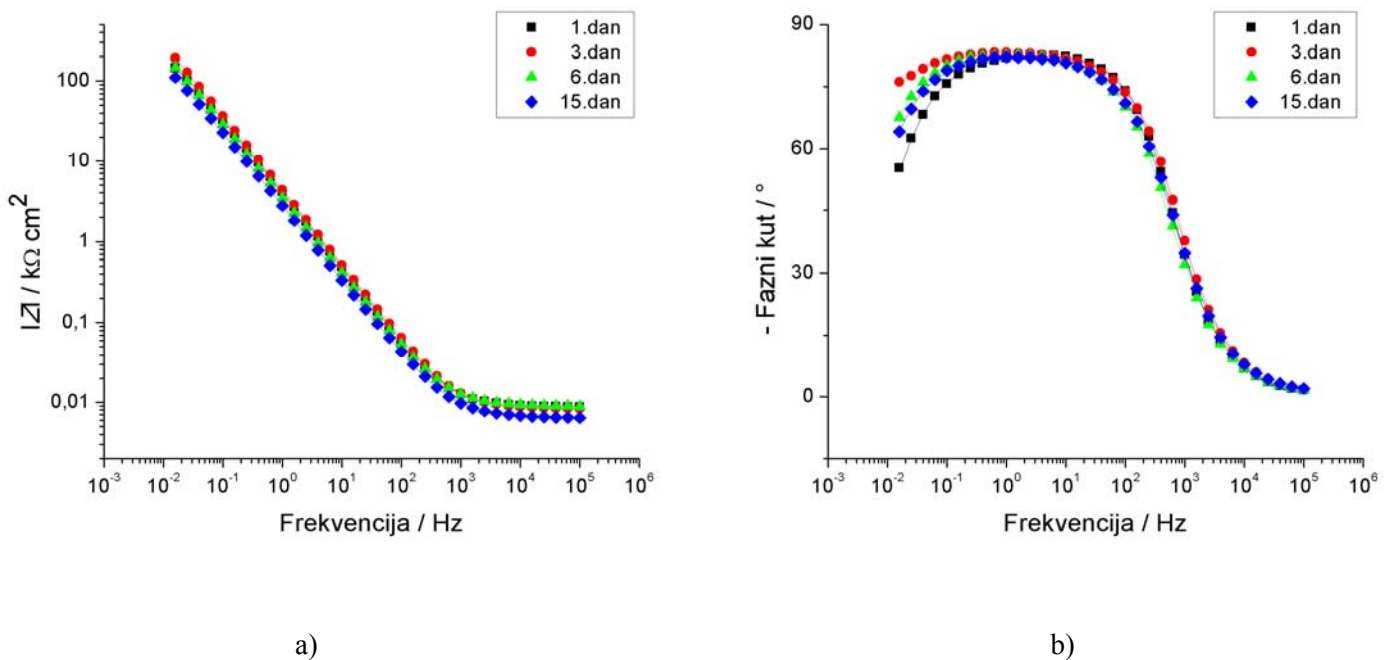 1.dan
3.dan
6.dan
15.dan
100
10
1
0,1
0,01
|Z| / kΩ cm²
10⁻³ 10⁻² 10⁻¹ 10⁰ 10¹ 10² 10³ 10⁴ 10⁵ 10⁶
Frekvencija / Hz
a)
1.dan
3.dan
6.dan
15.dan
90
60
30
0
- Fazni kut / °
10⁻³ 10⁻² 10⁻¹ 10⁰ 10¹ 10² 10³ 10⁴ 10⁵ 10⁶
Frekvencija / Hz
b)